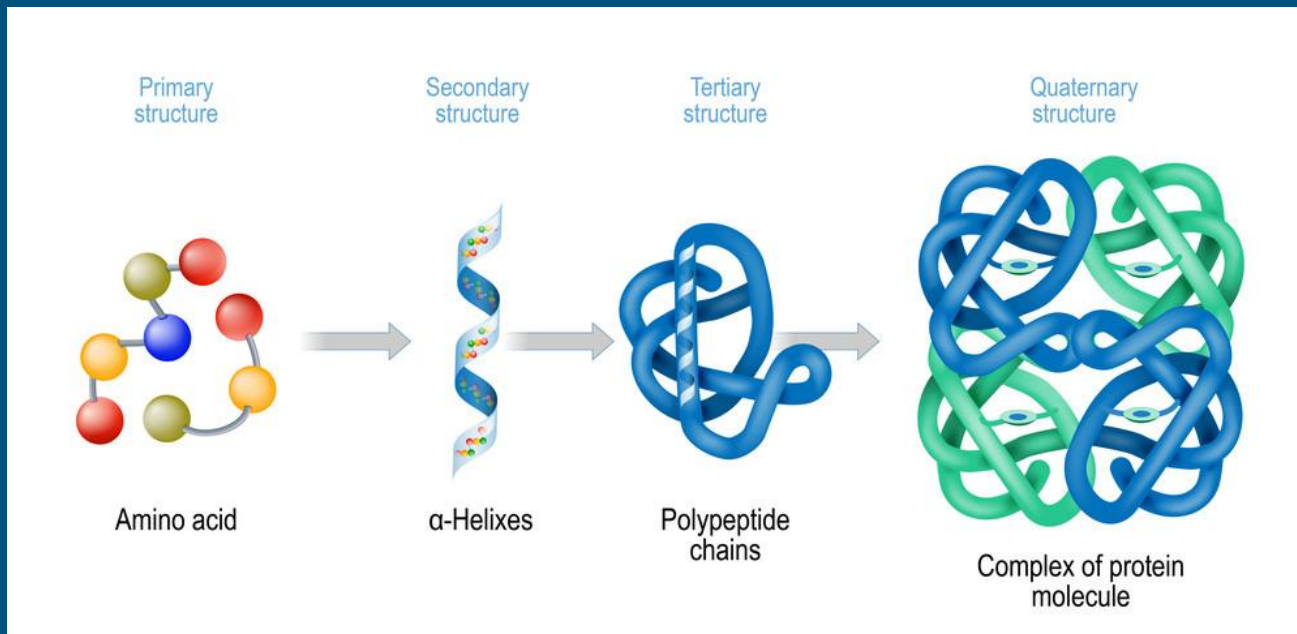 Primary
structure
Secondary
structure
Tertiary
structure
Quaternary
structure
Amino acid
α-Helixes
Polypeptide
chains
Complex of protein
molecule